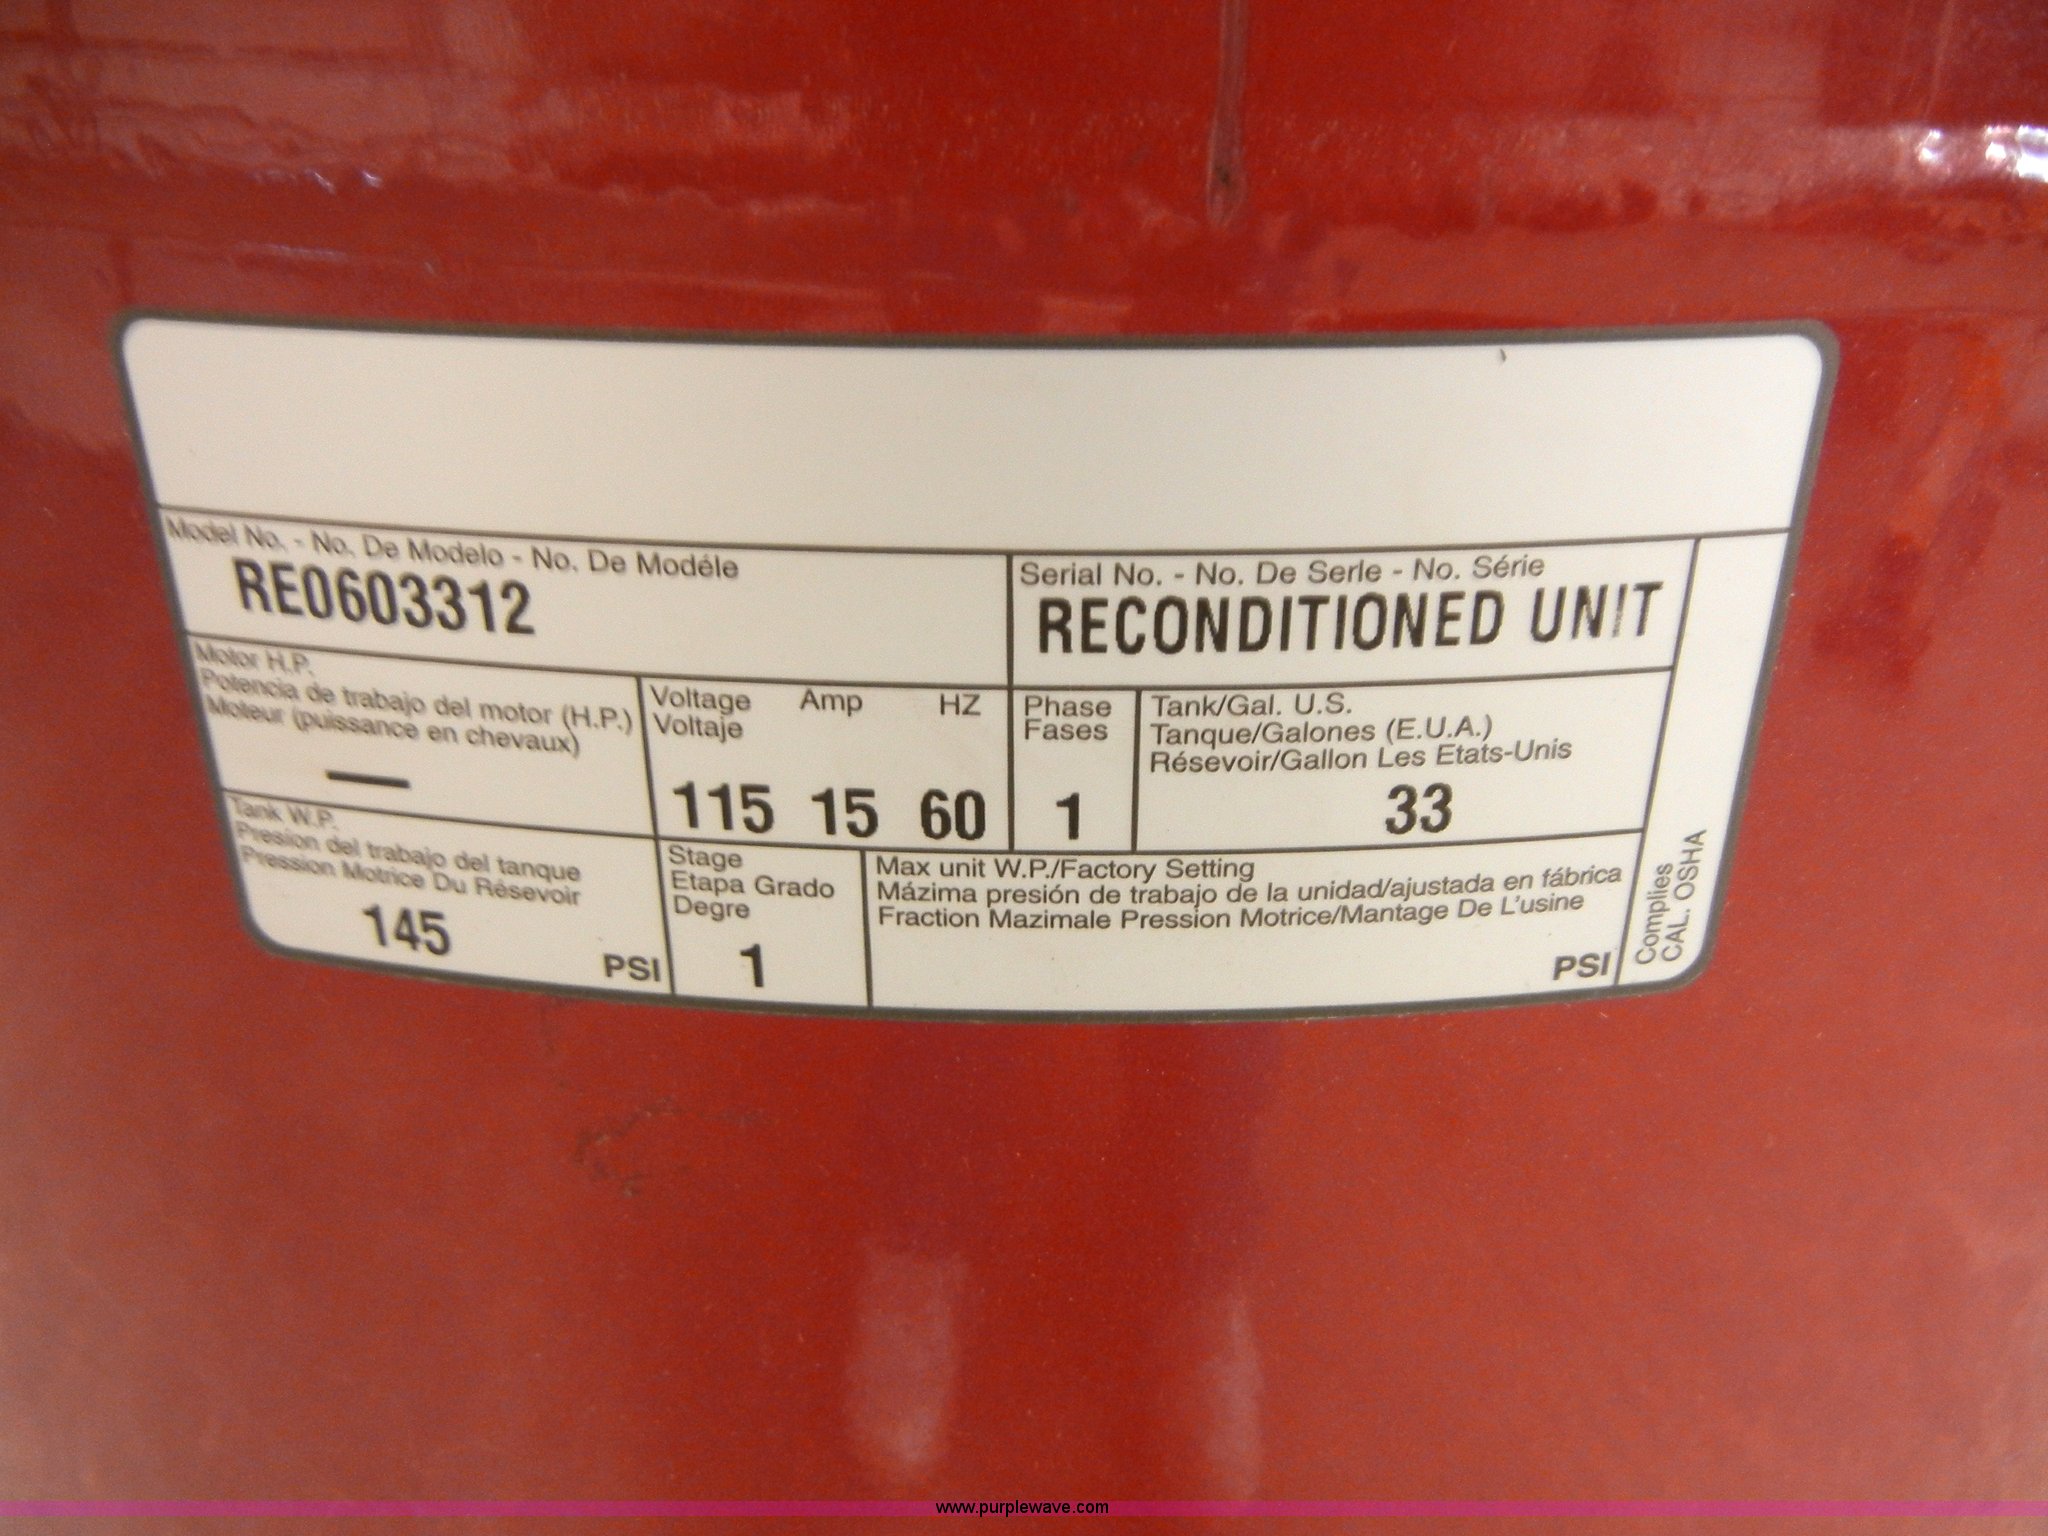 Model No. - No. De Modelo - No. De Modéle
RE0603312
Serial No. - No. De Serle - No. Série
RECONDITIONED UNIT
Motor H.P.
Potencia de trabajo del motor (H.P.)
Moteur (puissance en chevaux)
—
Voltage Amp HZ
Voltaje
115 15 60
Phase
Fases
1
Tank/Gal. U.S.
Tanque/Galones (E.U.A.)
Résevoir/Gallon Les Etats-Unis
33
Tank W.P.
Presion del trabajo del tanque
Pression Motrice Du Résevoir
145
PSI
Stage
Etapa Grado
Degre
1
Max unit W.P./Factory Setting
Mázima presión de trabajo de la unidad/ajustada en fábrica
Fraction Mazimale Pression Motrice/Mantage De L'usine
PSI
Complies
CAL. OSHA
www.purplewave.com